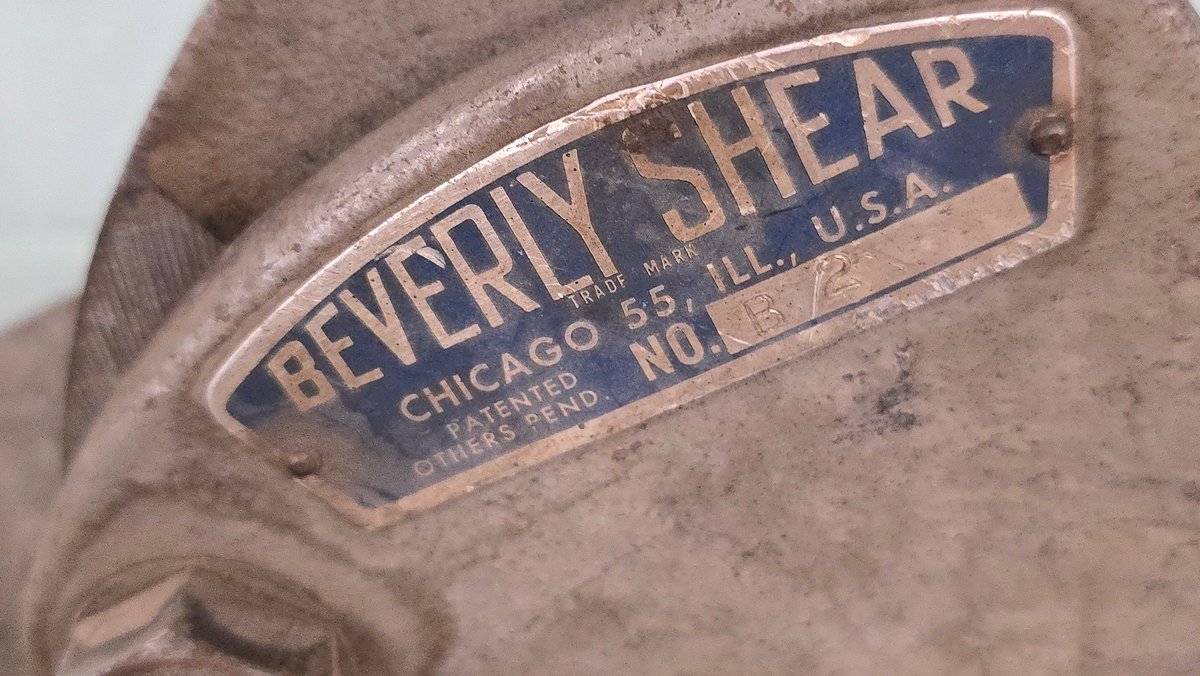 BEVERLY SHEAR
TRADE MARK
CHICAGO 55, ILL., U.S.A.
PATENTED
OTHERS PEND.
NO. B/2